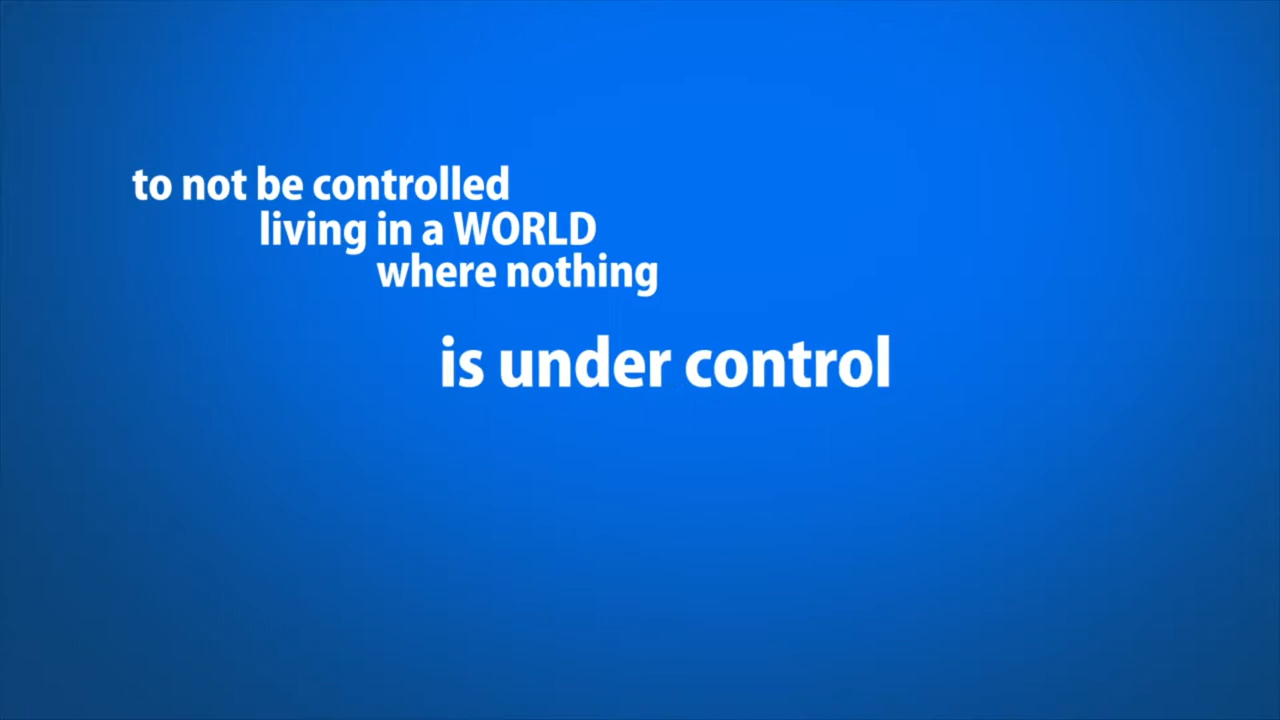 to not be controlled
living in a WORLD
where nothing
is under control